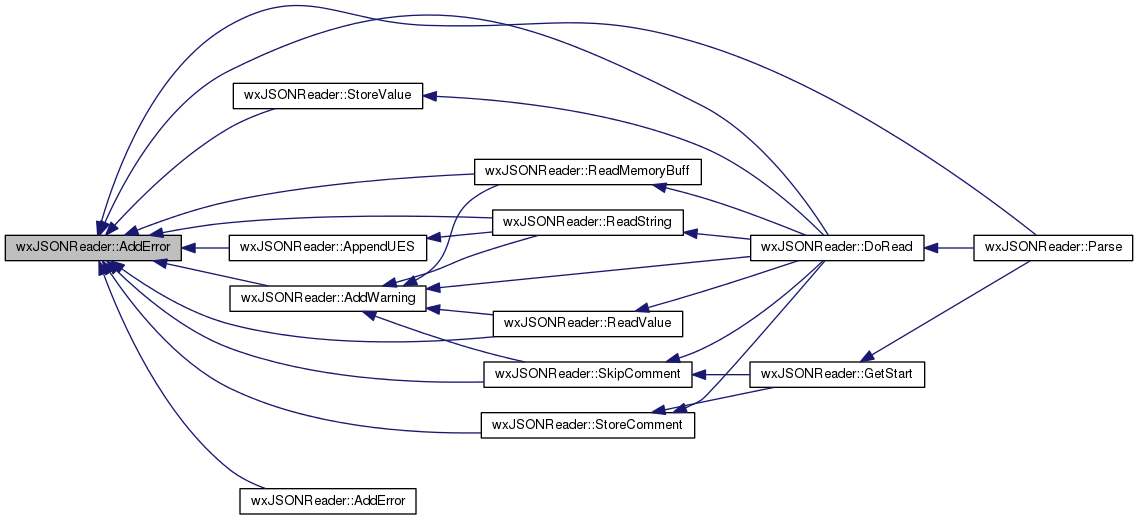 wxJSONReader::StoreValue
wxJSONReader::ReadMemoryBuff
wxJSONReader::ReadString
wxJSONReader::AddError
wxJSONReader::AppendUES
wxJSONReader::DoRead
wxJSONReader::Parse
wxJSONReader::AddWarning
wxJSONReader::ReadValue
wxJSONReader::SkipComment
wxJSONReader::GetStart
wxJSONReader::StoreComment
wxJSONReader::AddError